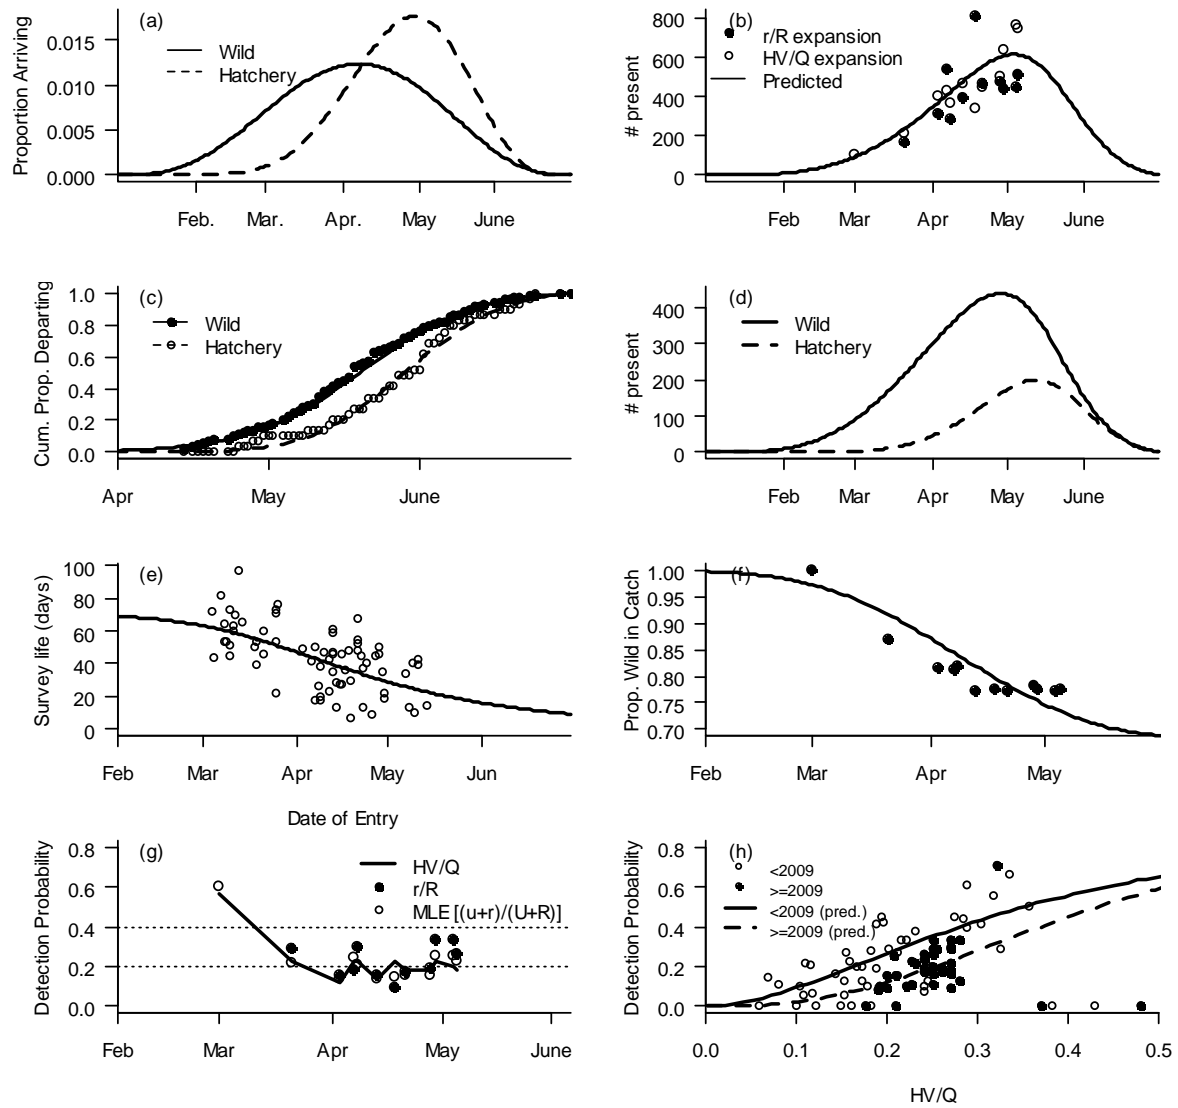 (a)
Proportion Arriving
0.015
0.010
0.005
0.000
Wild
Hatchery
Feb. Mar. Apr. May June
(b)
# present
800
600
400
200
0
r/R expansion
HV/Q expansion
Predicted
Feb Mar Apr May June
(c)
Cum. Prop. Departing
1.0
0.8
0.6
0.4
0.2
0.0
Wild
Hatchery
Apr May June
(d)
# present
400
300
200
100
0
Wild
Hatchery
Feb Mar Apr May June
(e)
Survey life (days)
100
80
60
40
20
0
Feb Mar Apr May Jun
Date of Entry
(f)
Prop. Wild in Catch
1.00
0.95
0.90
0.85
0.80
0.75
0.70
Feb Mar Apr May
(g)
Detection Probability
0.8
0.6
0.4
0.2
0.0
HV/Q
r/R
MLE [(u+r)/(U+R)]
Feb Mar Apr May June
(h)
Detection Probability
0.8
0.6
0.4
0.2
0.0
<2009
>=2009
<2009 (pred.)
>=2009 (pred.)
0.0 0.1 0.2 0.3 0.4 0.5
HV/Q